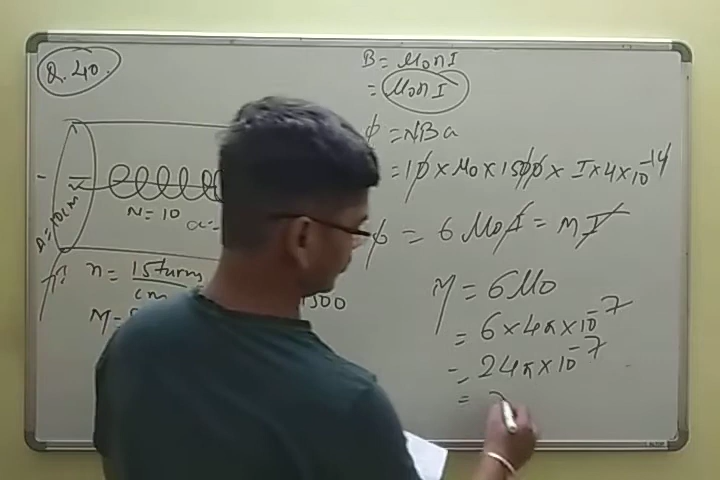 Q.40
B = μ₀nI
= μ₀nI
ϕ = NBa
= 10 × μ₀ × 1500 × I × 4 × 10⁻¹⁴
N = 10
a =
ϕ = 6 μ₀I = MI
n = 15 turn / cm
1500
M = 6μ₀
= 6 × 4π × 10⁻⁷
= 24π × 10⁻⁷
=